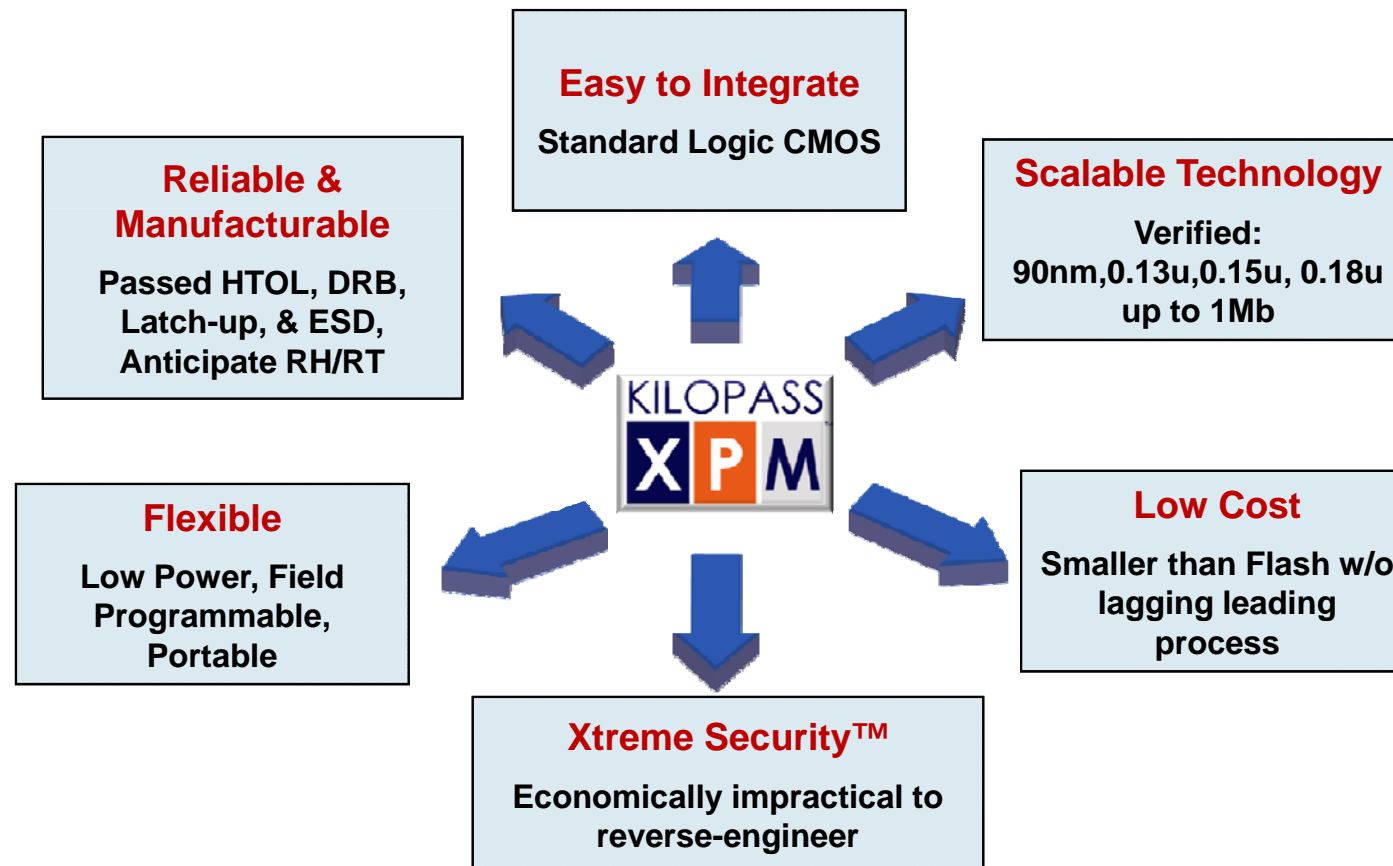 Easy to Integrate
Standard Logic CMOS
Reliable &
Manufacturable
Passed HTOL, DRB,
Latch-up, & ESD,
Anticipate RH/RT
Scalable Technology
Verified:
90nm,0.13u,0.15u, 0.18u
up to 1Mb
KILOPASS
XPM
Flexible
Low Power, Field
Programmable,
Portable
Low Cost
Smaller than Flash w/o
lagging leading
process
Xtreme Security™
Economically impractical to
reverse-engineer